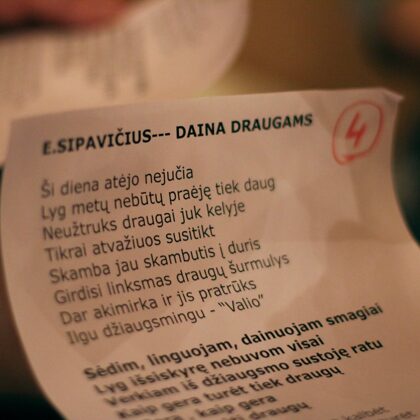 E.SIPAVIČIUS--- DAINA DRAUGAMS
4
Ši diena atėjo nejučia
Lyg metų nebūtų praėję tiek daug
Neužtruks draugai juk kelyje
Tikrai atvažiuos susitikt
Skamba jau skambutis į duris
Girdisi linksmas draugų šurmulys
Dar akimirka ir jis pratrūks
Ilgu džiaugsmingu - "Valio"
Sėdim, linguojam, dainuojam smagiai
Lyg išsiskyrę nebuvom visai
Verkiam iš džiaugsmo sustoję ratu
Kaip gera turėt tiek draugų
kaip gera